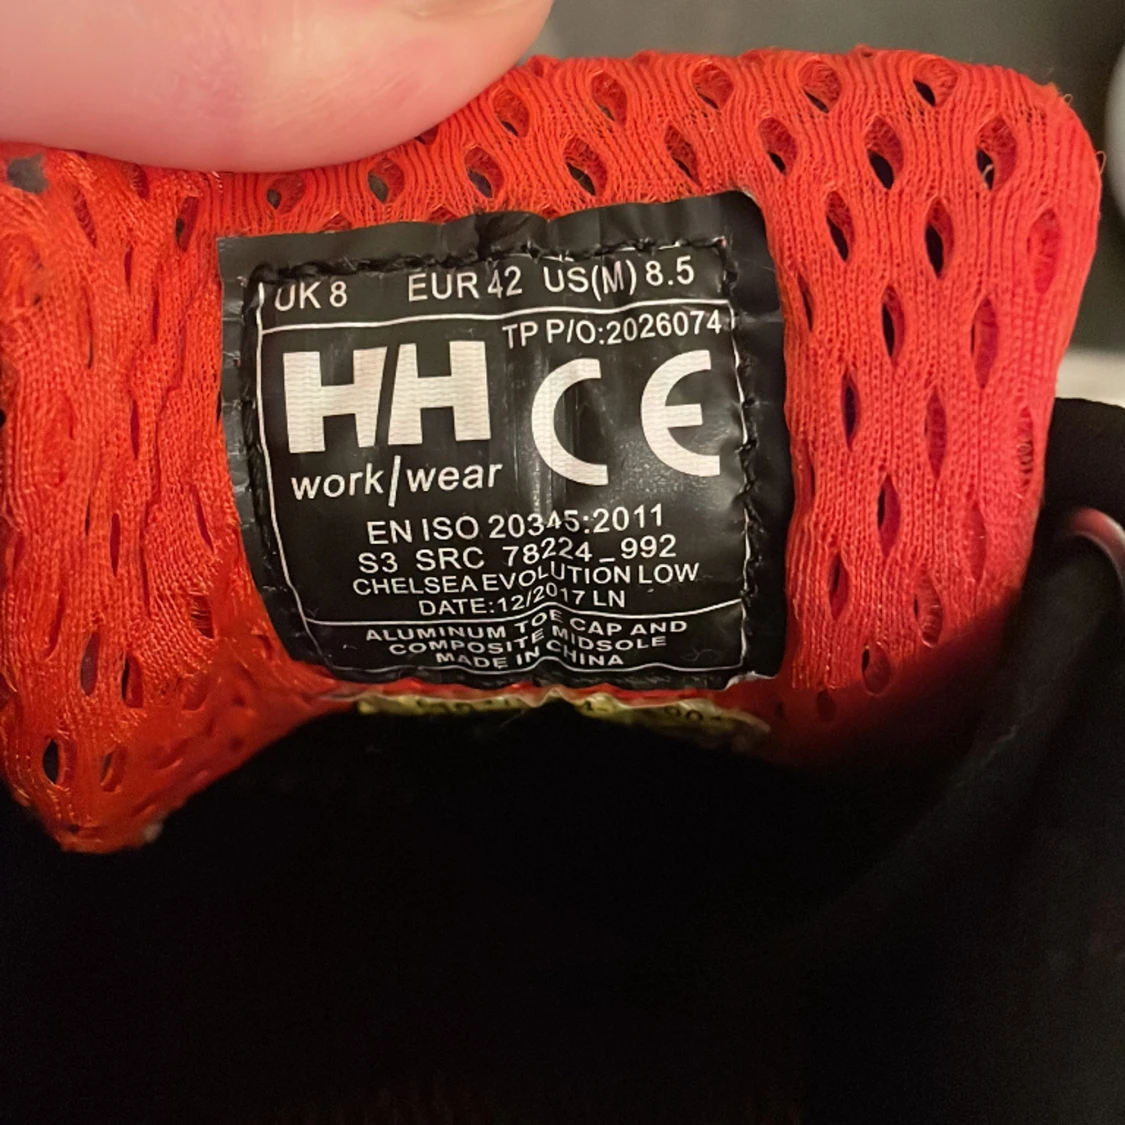 UK 8 EUR 42 US(M) 8.5
TP P/O:2026074
HH CE
work/wear
EN ISO 20345:2011
S3 SRC 78224_992
CHELSEA EVOLUTION LOW
DATE:12/2017 LN
ALUMINUM TOE CAP AND
COMPOSITE MIDSOLE
MADE IN CHINA